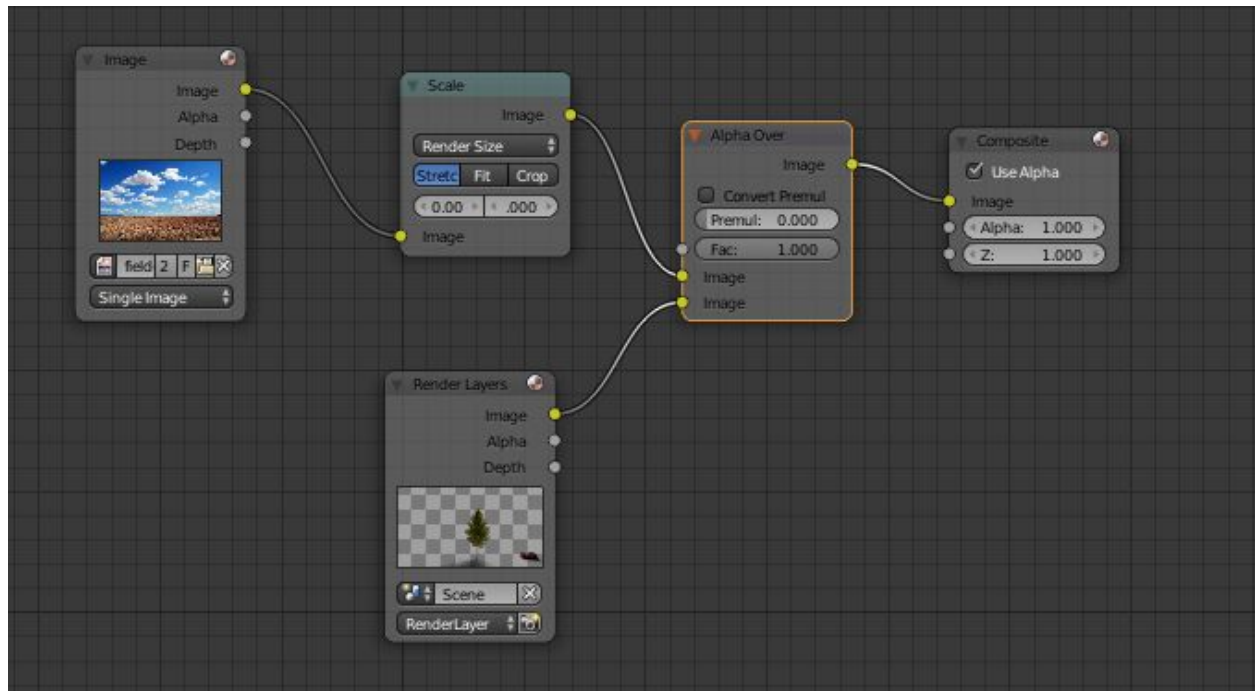 Image
Image
Alpha
Depth
field 2 F
Single Image
Scale
Image
Render Size
Stretc Fit Crop
0.00 .000
Image
Render Layers
Image
Alpha
Depth
Scene
RenderLayer
Alpha Over
Image
Convert Premul
Premul: 0.000
Fac: 1.000
Image
Image
Composite
Use Alpha
Image
Alpha: 1.000
Z: 1.000